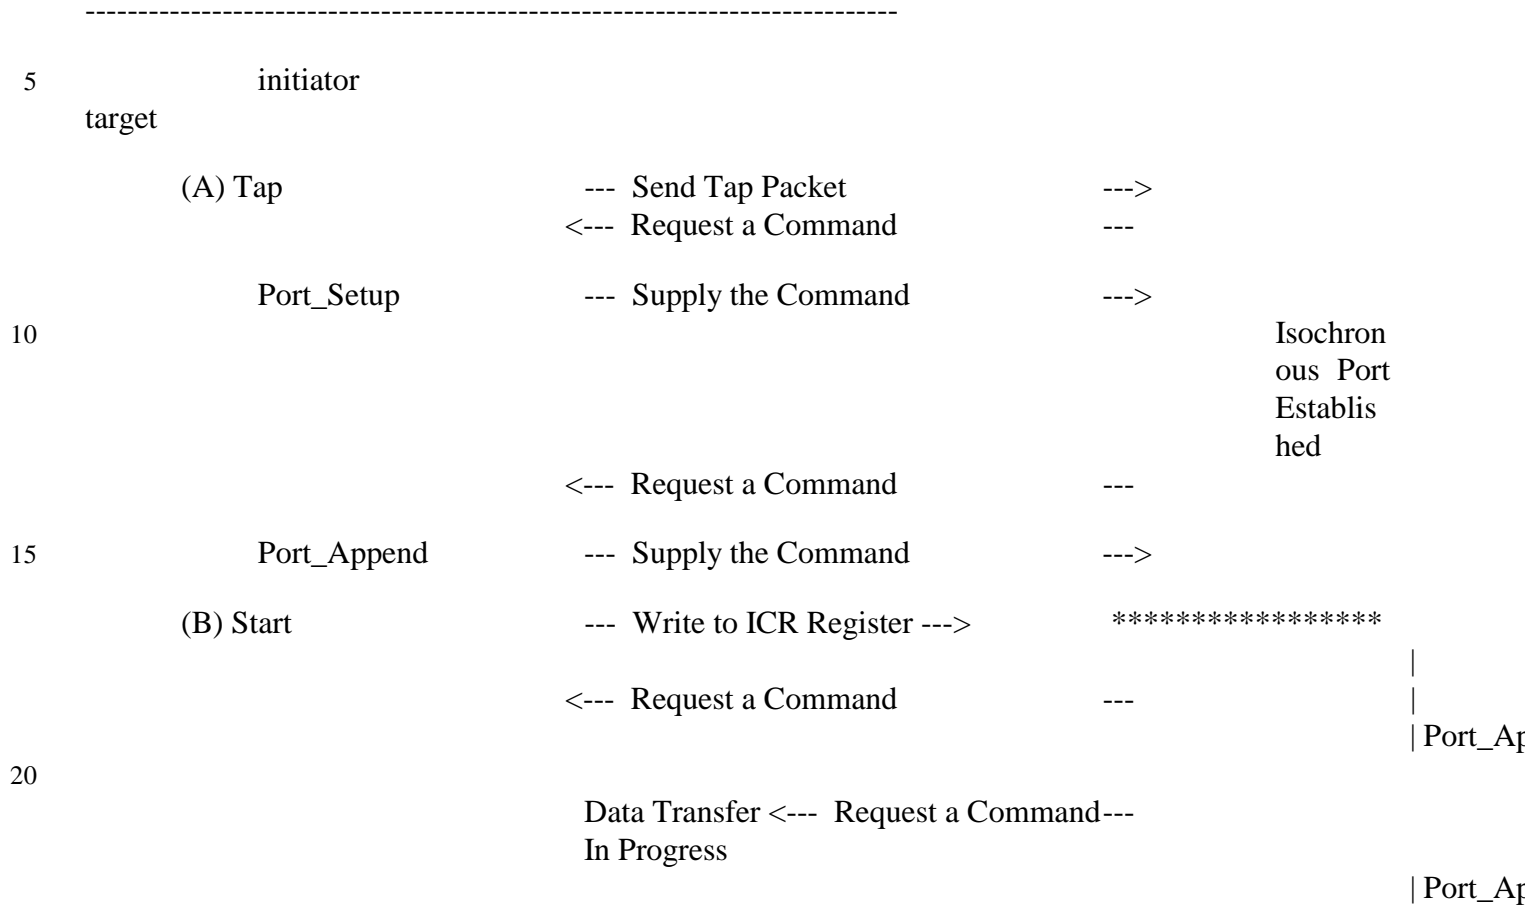 ---------------------------------------------------------------------------
5 initiator
target
(A) Tap --- Send Tap Packet --->
<--- Request a Command ---
Port_Setup --- Supply the Command --->
10 Isochron
ous Port
Establis
hed
<--- Request a Command ---
15 Port_Append --- Supply the Command --->
(B) Start --- Write to ICR Register ---> *****************
|
<--- Request a Command --- |
| Port_Ap
20
Data Transfer <--- Request a Command---
In Progress
| Port_Ap